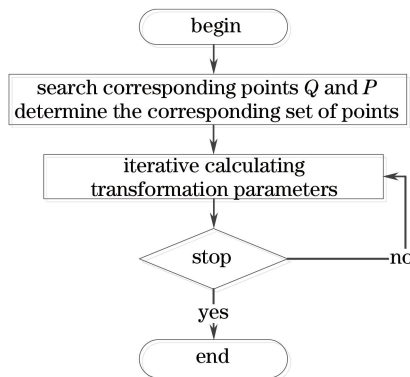 begin
search corresponding points Q and P
determine the corresponding set of points
iterative calculating
transformation parameters
stop
no
yes
end